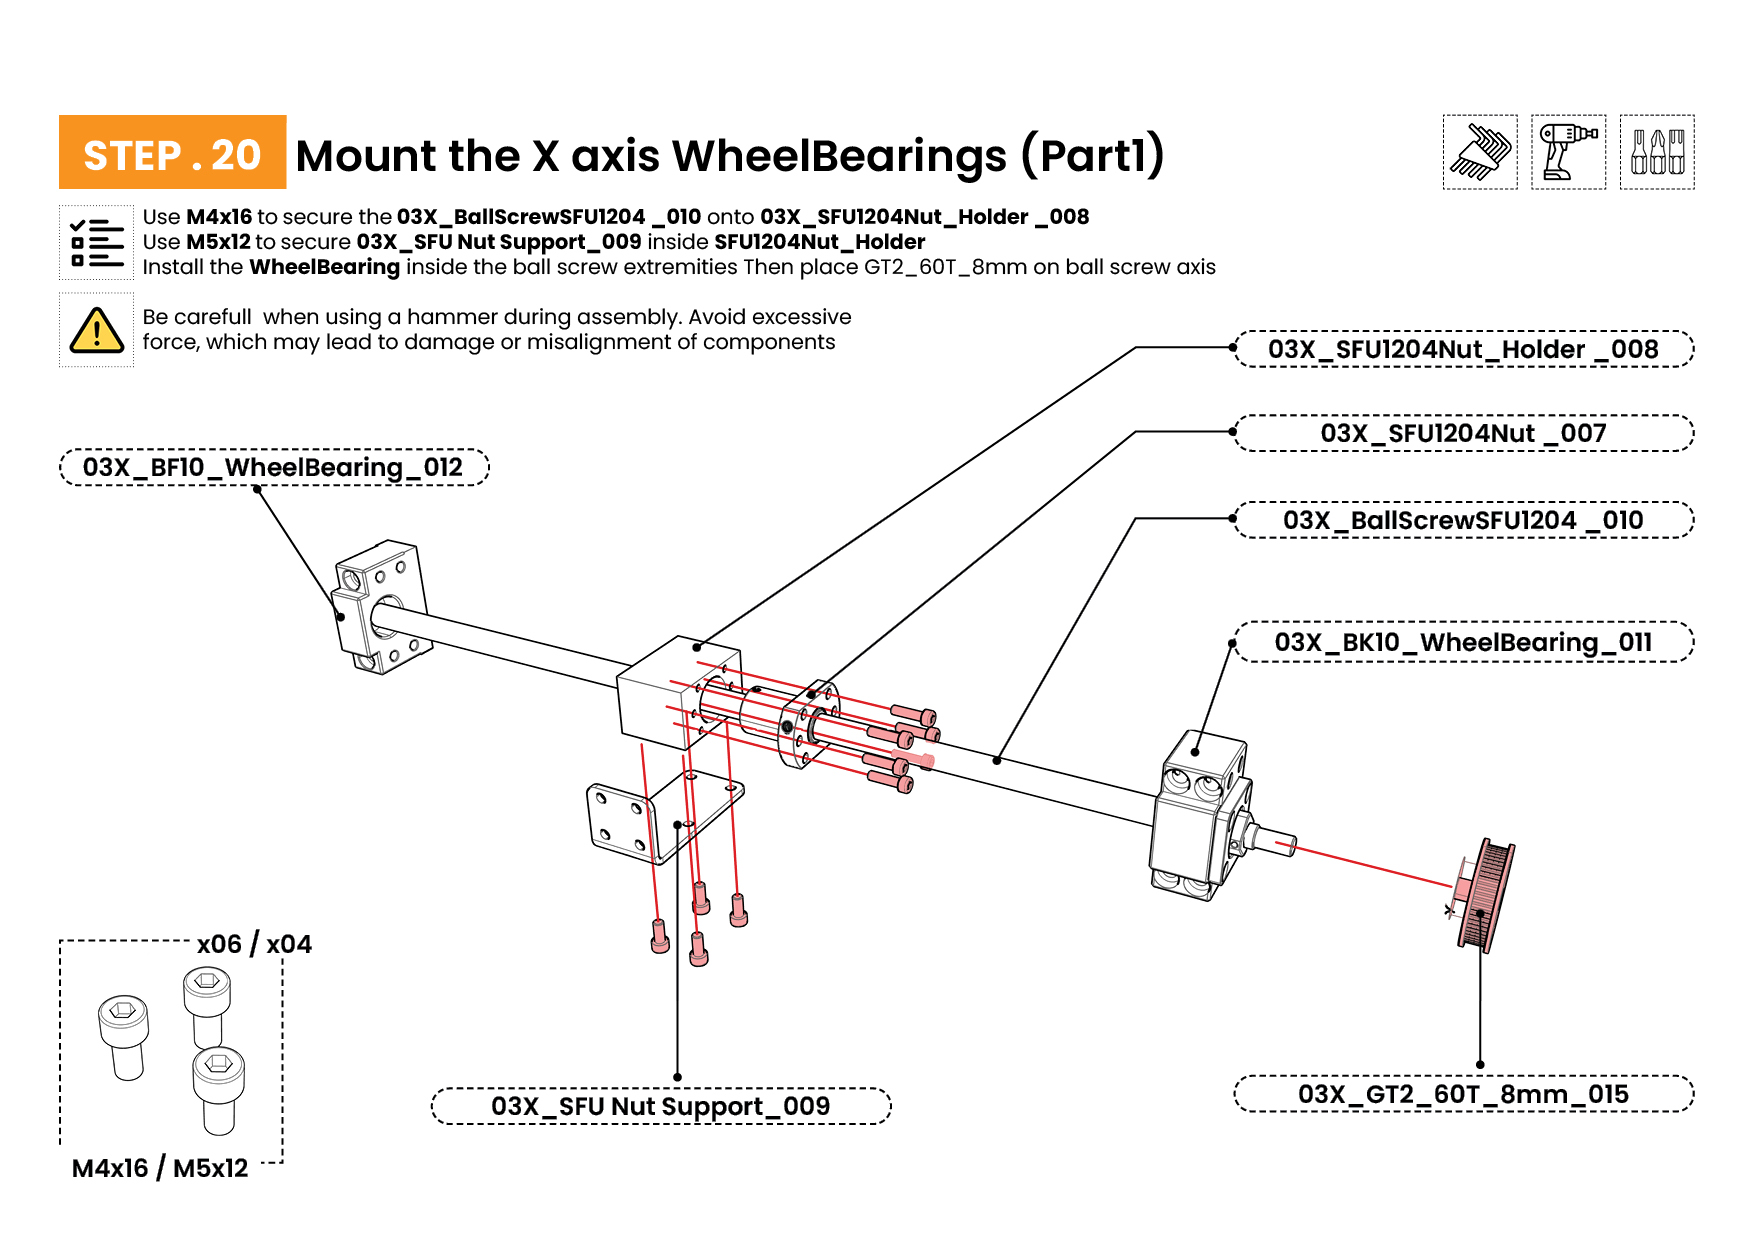 STEP . 20 Mount the X axis WheelBearings (Part1)
Use M4x16 to secure the 03X_BallScrewSFU1204 _010 onto 03X_SFU1204Nut_Holder _008
Use M5x12 to secure 03X_SFU Nut Support_009 inside SFU1204Nut_Holder
Install the WheelBearing inside the ball screw extremities Then place GT2_60T_8mm on ball screw axis
Be carefull when using a hammer during assembly. Avoid excessive
force, which may lead to damage or misalignment of components
03X_SFU1204Nut_Holder _008
03X_SFU1204Nut _007
03X_BF10_WheelBearing_012
03X_BallScrewSFU1204 _010
03X_BK10_WheelBearing_011
x06 / x04
03X_GT2_60T_8mm_015
03X_SFU Nut Support_009
M4x16 / M5x12